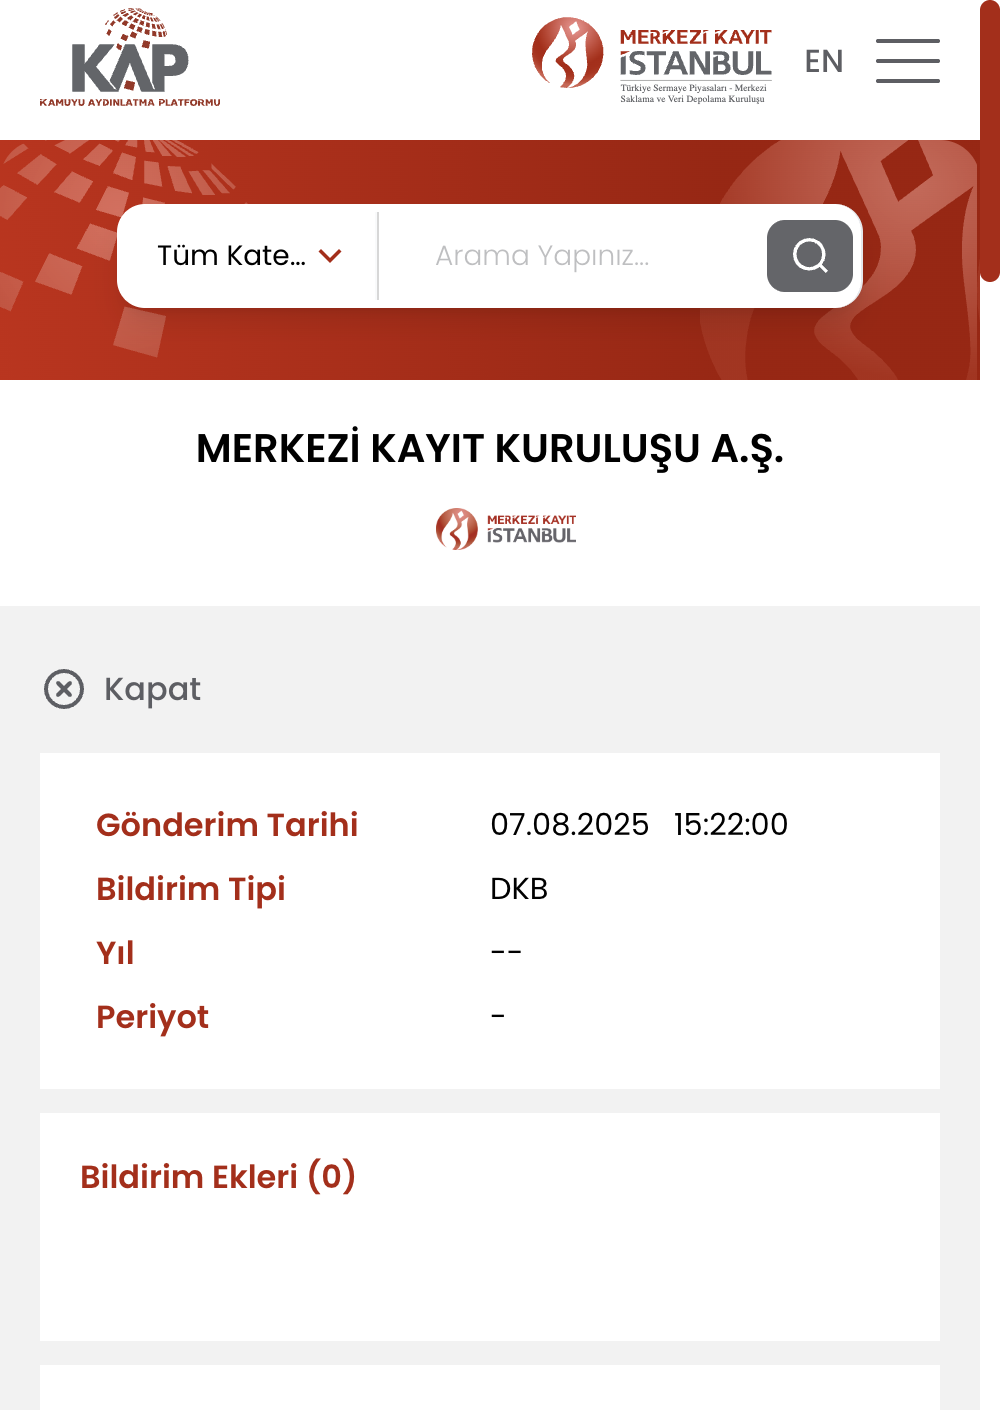 KAP
KAMUYU AYDINLATMA PLATFORMU
MERKEZİ KAYIT
İSTANBUL
Türkiye Sermaye Piyasaları - Merkezi
Saklama ve Veri Depolama Kuruluşu
EN
Tüm Kate...
Arama Yapınız...
MERKEZİ KAYIT KURULUŞU A.Ş.
MERKEZİ KAYIT
İSTANBUL
Kapat
Gönderim Tarihi 07.08.2025 15:22:00
Bildirim Tipi DKB
Yıl --
Periyot -
Bildirim Ekleri (0)